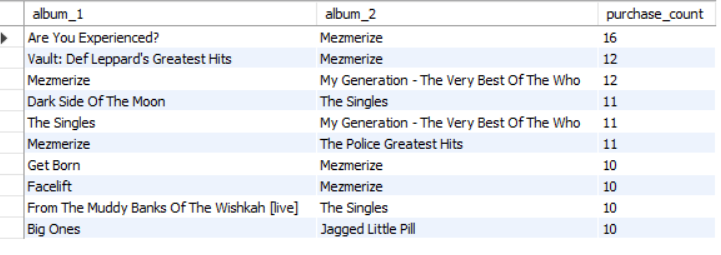 album_1 album_2 purchase_count
Are You Experienced? Mezmerize 16
Vault: Def Leppard's Greatest Hits Mezmerize 12
Mezmerize My Generation - The Very Best Of The Who 12
Dark Side Of The Moon The Singles 11
The Singles My Generation - The Very Best Of The Who 11
Mezmerize The Police Greatest Hits 11
Get Born Mezmerize 10
Facelift Mezmerize 10
From The Muddy Banks Of The Wishkah [live] The Singles 10
Big Ones Jagged Little Pill 10